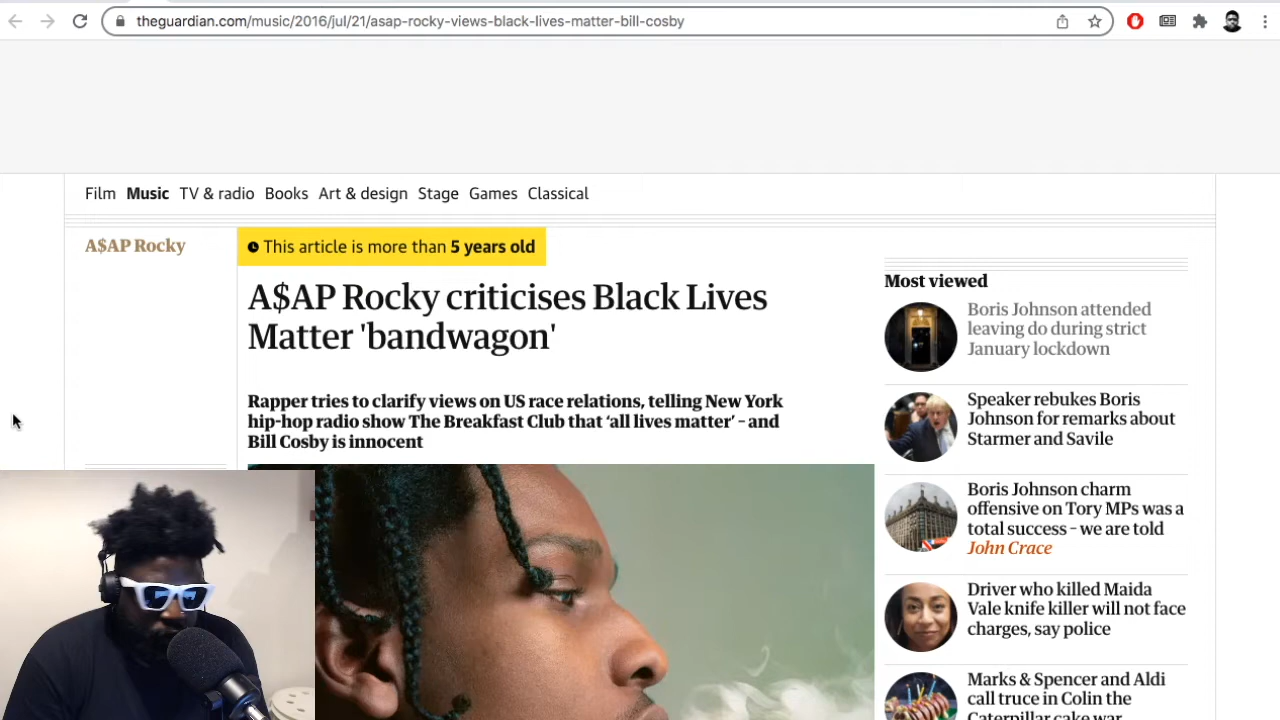 theguardian.com/music/2016/jul/21/asap-rocky-views-black-lives-matter-bill-cosby
Film Music TV & radio Books Art & design Stage Games Classical
A$AP Rocky
This article is more than 5 years old
A$AP Rocky criticises Black Lives
Matter 'bandwagon'
Rapper tries to clarify views on US race relations, telling New York
hip-hop radio show The Breakfast Club that ‘all lives matter’ – and
Bill Cosby is innocent
Most viewed
Boris Johnson attended
leaving do during strict
January lockdown
Speaker rebukes Boris
Johnson for remarks about
Starmer and Savile
Boris Johnson charm
offensive on Tory MPs was a
total success – we are told
John Crace
Driver who killed Maida
Vale knife killer will not face
charges, say police
Marks & Spencer and Aldi
call truce in Colin the
Caterpillar cake war